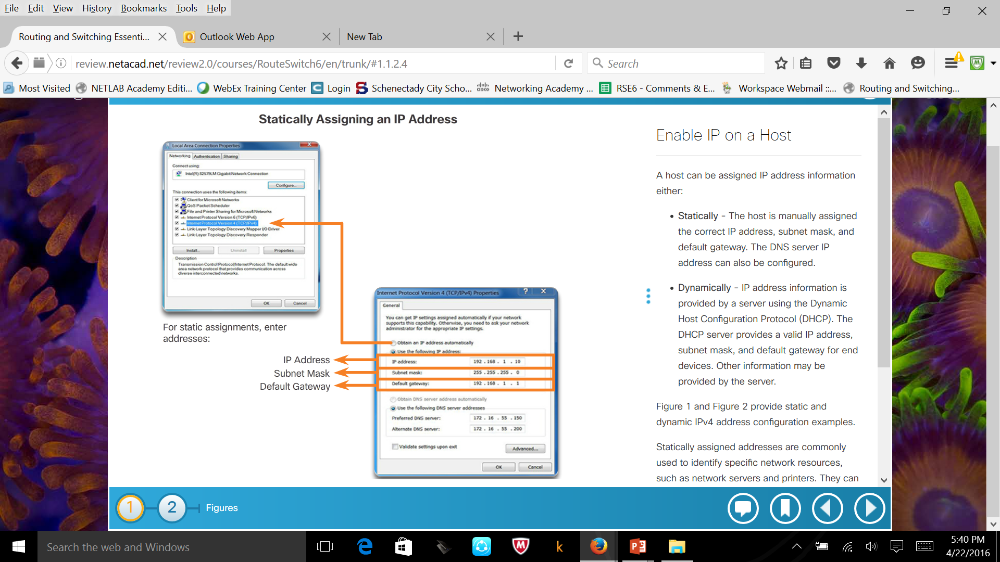 File Edit View History Bookmarks Tools Help
Routing and Switching Essenti...
Outlook Web App
New Tab
review.netacad.net/review2.0/courses/RouteSwitch6/en/trunk/#1.1.2.4
Search
Most Visited
NETLAB Academy Editi...
WebEx Training Center
Login
Schenectady City Scho...
cisco
Networking Academy ...
RSE6 - Comments & E...
Workspace Webmail ::...
Routing and Switching...
Statically Assigning an IP Address
Local Area Connection Properties
Networking Authentication Sharing
Connect using:
Intel(R) 82579LM Gigabit Network Connection
Configure...
This connection uses the following items:
Client for Microsoft Networks
QoS Packet Scheduler
File and Printer Sharing for Microsoft Networks
Internet Protocol Version 6 (TCP/IPv6)
Internet Protocol Version 4 (TCP/IPv4)
Link-Layer Topology Discovery Mapper I/O Driver
Link-Layer Topology Discovery Responder
Install... Uninstall Properties
Description
Transmission Control Protocol/Internet Protocol. The default wide
area network protocol that provides communication across
diverse interconnected networks.
OK Cancel
For static assignments, enter
addresses:
IP Address
Subnet Mask
Default Gateway
Internet Protocol Version 4 (TCP/IPv4) Properties
General
You can get IP settings assigned automatically if your network
supports this capability. Otherwise, you need to ask your network
administrator for the appropriate IP settings.
Obtain an IP address automatically
Use the following IP address:
IP address: 192 . 168 . 1 . 10
Subnet mask: 255 . 255 . 255 . 0
Default gateway: 192 . 168 . 1 . 1
Obtain DNS server address automatically
Use the following DNS server addresses
Preferred DNS server: 172 . 16 . 55 . 150
Alternate DNS server: 172 . 16 . 55 . 200
Validate settings upon exit
Advanced...
OK Cancel
Enable IP on a Host
A host can be assigned IP address information
either:
• Statically - The host is manually assigned
the correct IP address, subnet mask, and
default gateway. The DNS server IP
address can also be configured.
• Dynamically - IP address information is
provided by a server using the Dynamic
Host Configuration Protocol (DHCP). The
DHCP server provides a valid IP address,
subnet mask, and default gateway for end
devices. Other information may be
provided by the server.
Figure 1 and Figure 2 provide static and
dynamic IPv4 address configuration examples.
Statically assigned addresses are commonly
used to identify specific network resources,
such as network servers and printers. They can
1 2 Figures
Search the web and Windows
5:40 PM
4/22/2016